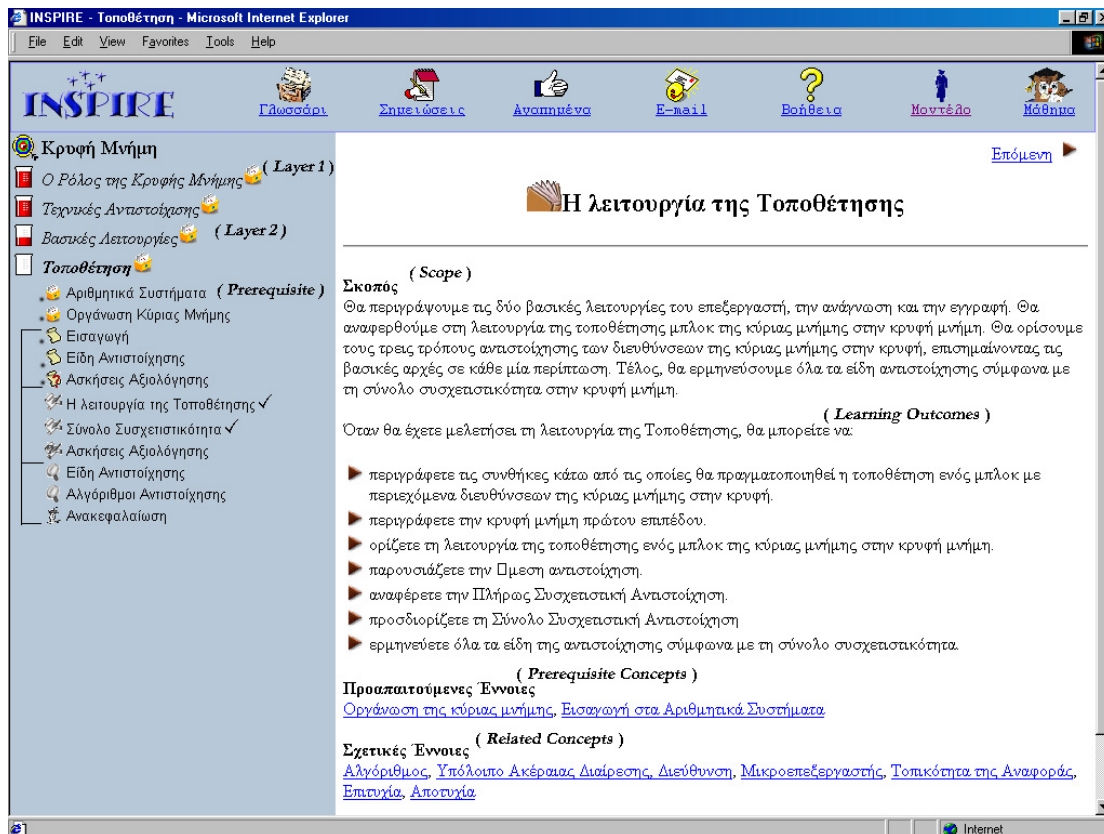 INSPIRE - Τοποθέτηση - Microsoft Internet Explorer
File Edit View Favorites Tools Help
INSPIRE
Γλωσσάρι Σημειώσεις Αγαπημένα E-mail Βοήθεια Μοντέλο Μάθημα
Κρυφή Μνήμη
Ο Ρόλος της Κρυφής Μνήμης ( Layer 1 )
Τεχνικές Αντιστοίχισης
Βασικές Λειτουργίες ( Layer 2 )
Τοποθέτηση
Αριθμητικά Συστήματα ( Prerequisite )
Οργάνωση Κύριας Μνήμης
Εισαγωγή
Είδη Αντιστοίχησης
Ασκήσεις Αξιολόγησης
Η λειτουργία της Τοποθέτησης ✓
Σύνολο Συσχετιστικότητα ✓
Ασκήσεις Αξιολόγησης
Είδη Αντιστοίχησης
Αλγόριθμοι Αντιστοίχησης
Ανακεφαλαίωση
Επόμενη
Η λειτουργία της Τοποθέτησης
( Scope )
Σκοπός
Θα περιγράψουμε τις δύο βασικές λειτουργίες του επεξεργαστή, την ανάγνωση και την εγγραφή. Θα
αναφερθούμε στη λειτουργία της τοποθέτησης μπλοκ της κύριας μνήμης στην κρυφή μνήμη. Θα ορίσουμε
τους τρεις τρόπους αντιστοίχησης των διευθύνσεων της κύριας μνήμης στην κρυφή, επισημαίνοντας τις
βασικές αρχές σε κάθε μία περίπτωση. Τέλος, θα ερμηνεύσουμε όλα τα είδη αντιστοίχησης σύμφωνα με
τη σύνολο συσχετιστικότητα στην κρυφή μνήμη.
( Learning Outcomes )
Όταν θα έχετε μελετήσει τη λειτουργία της Τοποθέτησης, θα μπορείτε να:
περιγράφετε τις συνθήκες κάτω από τις οποίες θα πραγματοποιηθεί η τοποθέτηση ενός μπλοκ με
περιεχόμενα διευθύνσεων της κύριας μνήμης στην κρυφή.
περιγράφετε την κρυφή μνήμη πρώτου επιπέδου.
ορίζετε τη λειτουργία της τοποθέτησης ενός μπλοκ της κύριας μνήμης στην κρυφή μνήμη.
παρουσιάζετε την □μεση αντιστοίχηση.
αναφέρετε την Πλήρως Συσχετιστική Αντιστοίχηση.
προσδιορίζετε τη Σύνολο Συσχετιστική Αντιστοίχηση
ερμηνεύετε όλα τα είδη της αντιστοίχησης σύμφωνα με τη σύνολο συσχετιστικότητα.
( Prerequisite Concepts )
Προαπαιτούμενες Έννοιες
Οργάνωση της κύριας μνήμης, Εισαγωγή στα Αριθμητικά Συστήματα
Σχετικές Έννοιες ( Related Concepts )
Αλγόριθμος, Υπόλοιπο Ακέραιας Διαίρεσης, Διεύθυνση, Μικροεπεξεργαστής, Τοπικότητα της Αναφοράς,
Επιτυχία, Αποτυχία
Internet